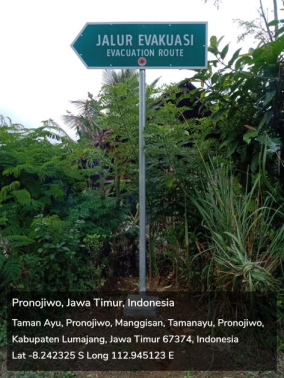 JALUR EVAKUASI
EVACUATION ROUTE
Pronojiwo, Jawa Timur, Indonesia
Taman Ayu, Pronojiwo, Manggisan, Tamanayu, Pronojiwo,
Kabupaten Lumajang, Jawa Timur 67374, Indonesia
Lat -8.242325 S Long 112.945123 E